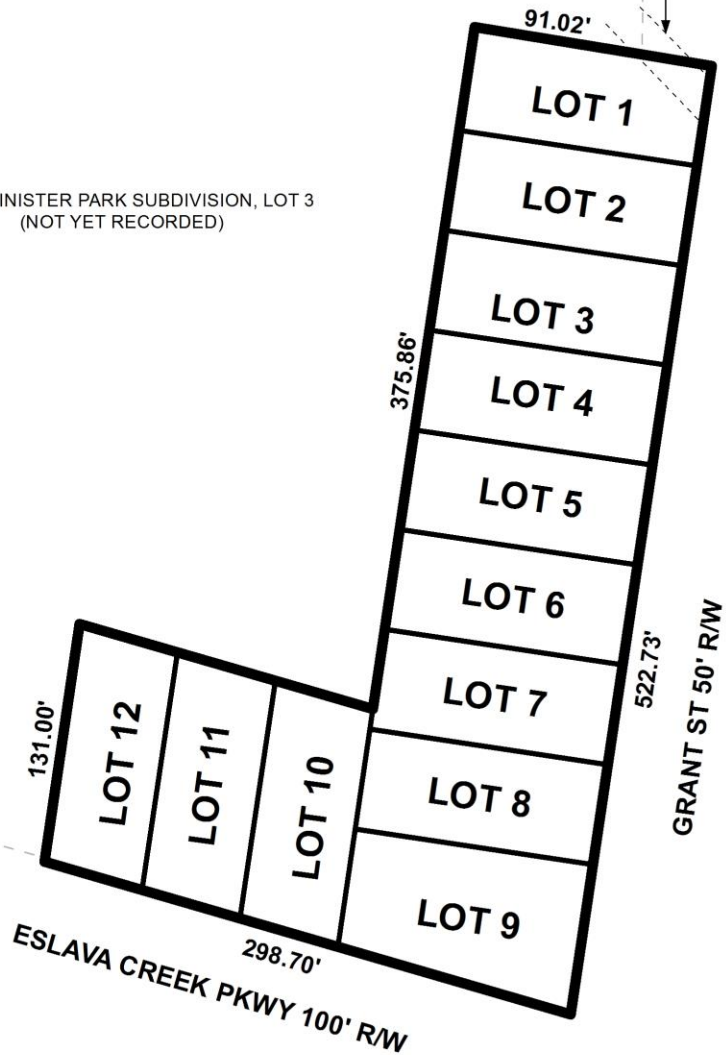 91.02'
LOT 1
LOT 2
INISTER PARK SUBDIVISION, LOT 3
(NOT YET RECORDED)
LOT 3
375.86'
LOT 4
LOT 5
LOT 6
LOT 7
522.73'
GRANT ST 50' R/W
131.00'
LOT 12
LOT 11
LOT 10
LOT 8
LOT 9
298.70'
ESLAVA CREEK PKWY 100' R/W